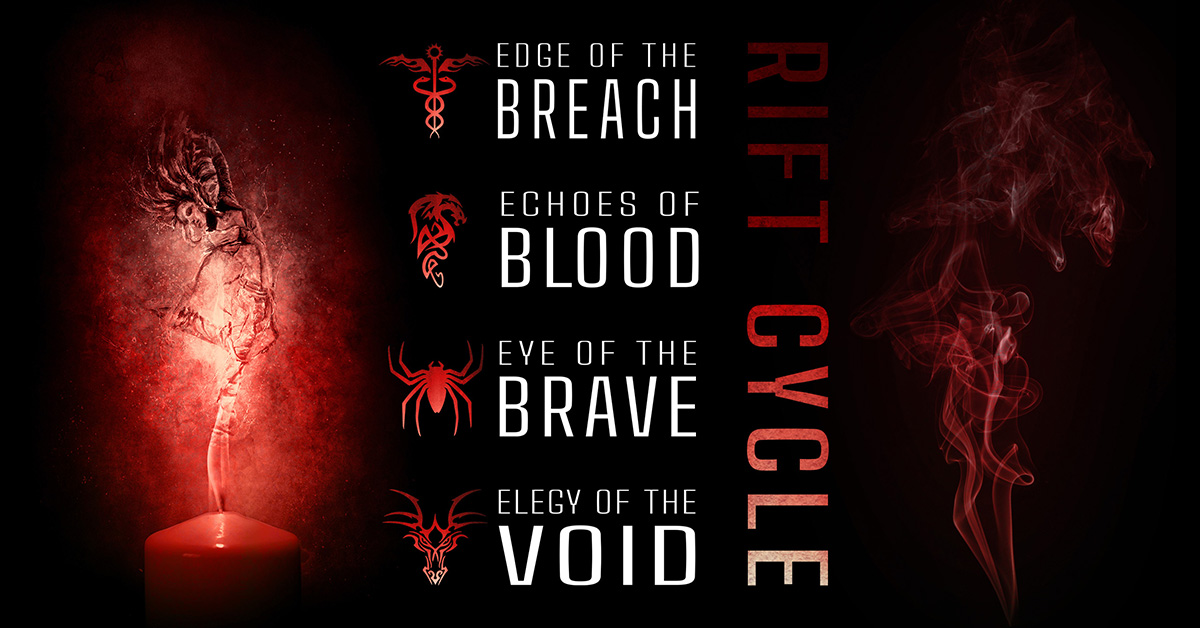 EDGE OF THE
BREACH
ECHOES OF
BLOOD
EYE OF THE
BRAVE
ELEGY OF THE
VOID
RIFT CYCLE